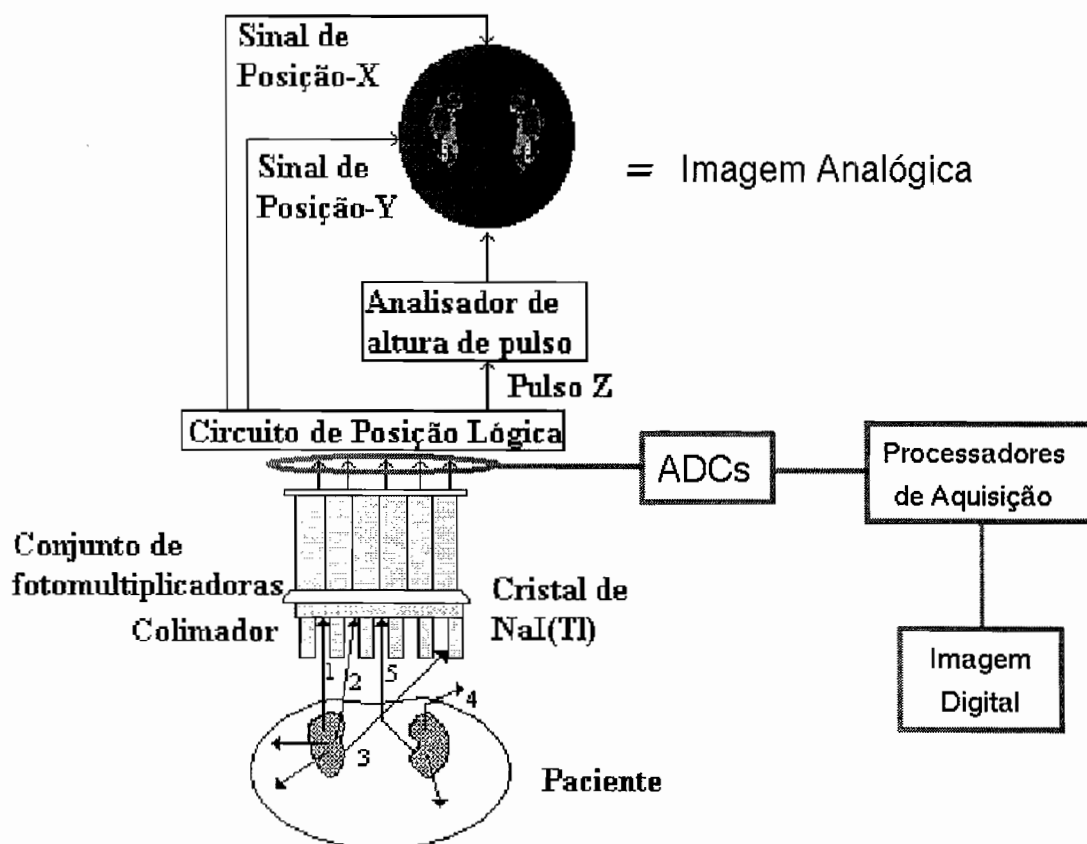 Sinal de
Posição-X
Sinal de
Posição-Y
= Imagem Analógica
Analisador de
altura de pulso
Pulso Z
Circuito de Posição Lógica
ADCs
Processadores
de Aquisição
Conjunto de
fotomultiplicadoras
Colimador
Cristal de
NaI(Tl)
Imagem
Digital
1
2
5
4
3
Paciente